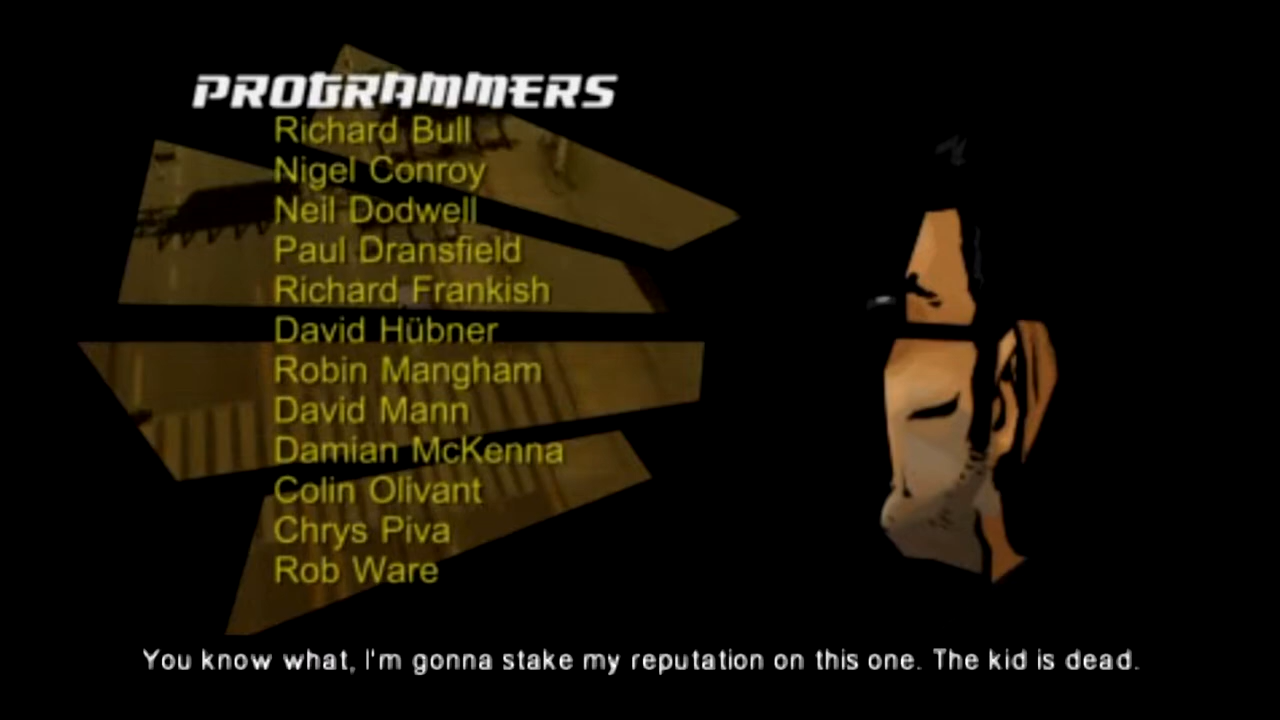 PROGRAMMERS
Richard Bull
Nigel Conroy
Neil Dodwell
Paul Dransfield
Richard Frankish
David Hübner
Robin Mangham
David Mann
Damian McKenna
Colin Olivant
Chrys Piva
Rob Ware
You know what, I'm gonna stake my reputation on this one. The kid is dead.